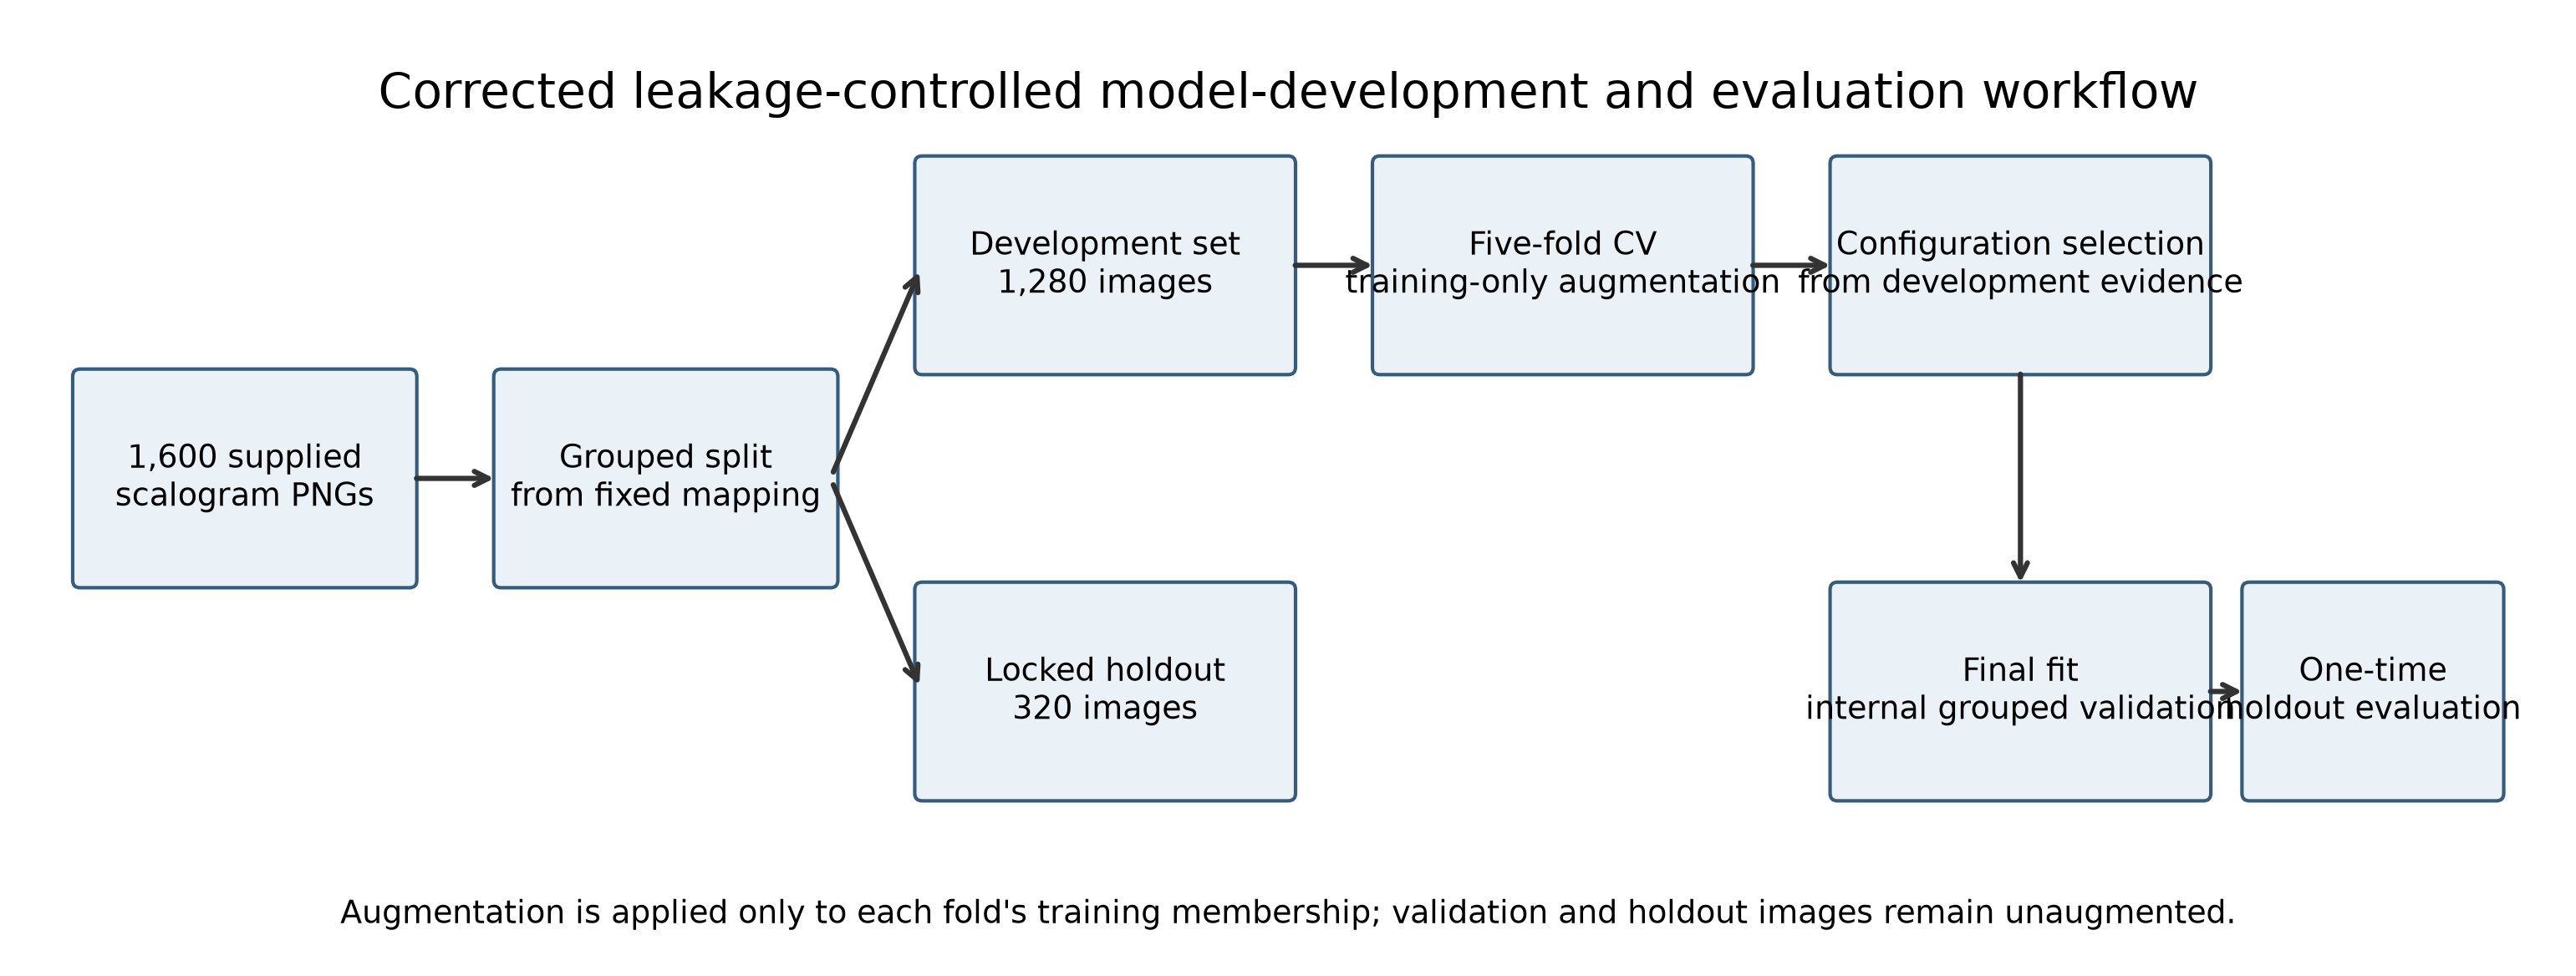 Corrected leakage-controlled model-development and evaluation workflow
1,600 supplied
scalogram PNGs
Grouped split
from fixed mapping
Development set
1,280 images
Five-fold CV
training-only augmentation
Configuration selection
from development evidence
Locked holdout
320 images
Final fit
internal grouped validation
One-time
holdout evaluation
Augmentation is applied only to each fold's training membership; validation and holdout images remain unaugmented.